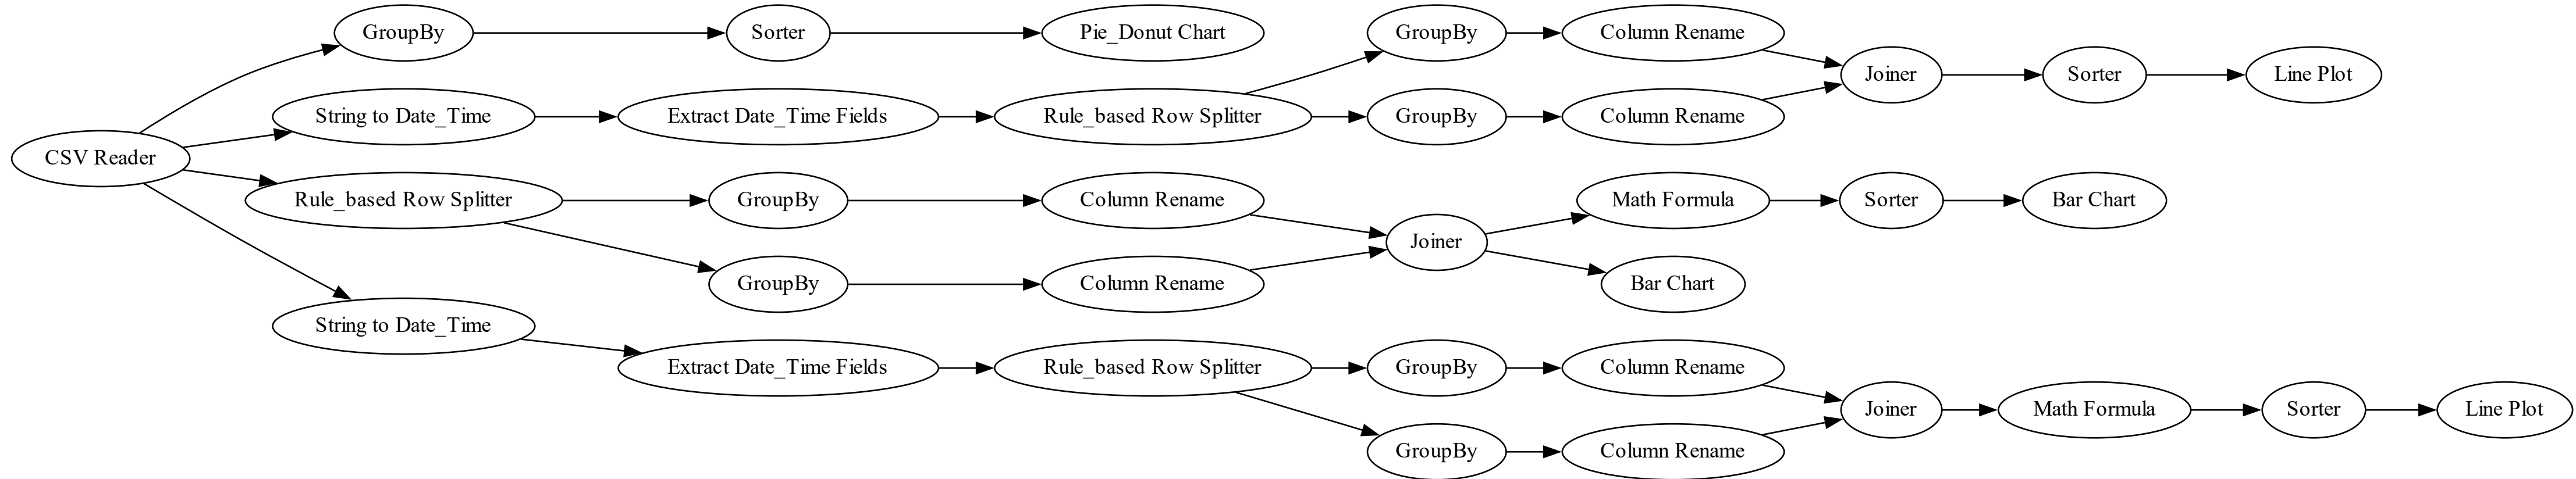 GroupBy
Sorter
Pie_Donut Chart
GroupBy
Column Rename
Joiner
Sorter
Line Plot
String to Date_Time
Extract Date_Time Fields
Rule_based Row Splitter
GroupBy
Column Rename
CSV Reader
Rule_based Row Splitter
GroupBy
Column Rename
Math Formula
Sorter
Bar Chart
Joiner
GroupBy
Column Rename
Bar Chart
String to Date_Time
Extract Date_Time Fields
Rule_based Row Splitter
GroupBy
Column Rename
Joiner
Math Formula
Sorter
Line Plot
GroupBy
Column Rename